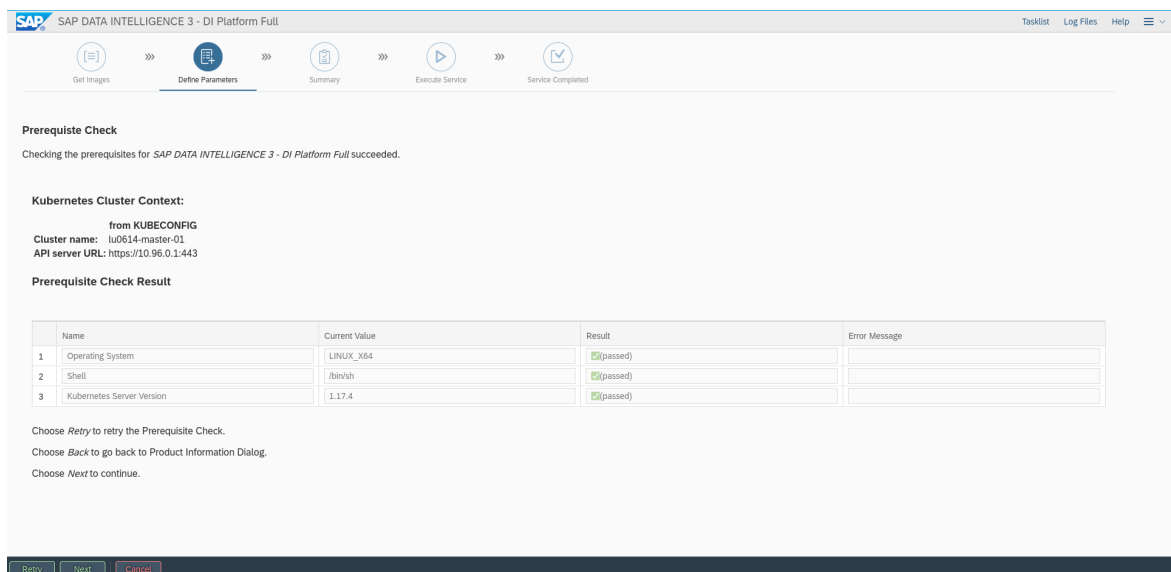 SAP SAP DATA INTELLIGENCE 3 - DI Platform Full
Tasklist Log Files Help
Get Images Define Parameters Summary Execute Service Service Completed
Prerequiste Check
Checking the prerequisites for SAP DATA INTELLIGENCE 3 - DI Platform Full succeeded.
Kubernetes Cluster Context:
from KUBECONFIG
Cluster name: lu0614-master-01
API server URL: https://10.96.0.1:443
Prerequisite Check Result
Name Current Value Result Error Message
1 Operating System LINUX_X64 (passed)
2 Shell /bin/sh (passed)
3 Kubernetes Server Version 1.17.4 (passed)
Choose Retry to retry the Prerequisite Check.
Choose Back to go back to Product Information Dialog.
Choose Next to continue.
Retry Next Cancel